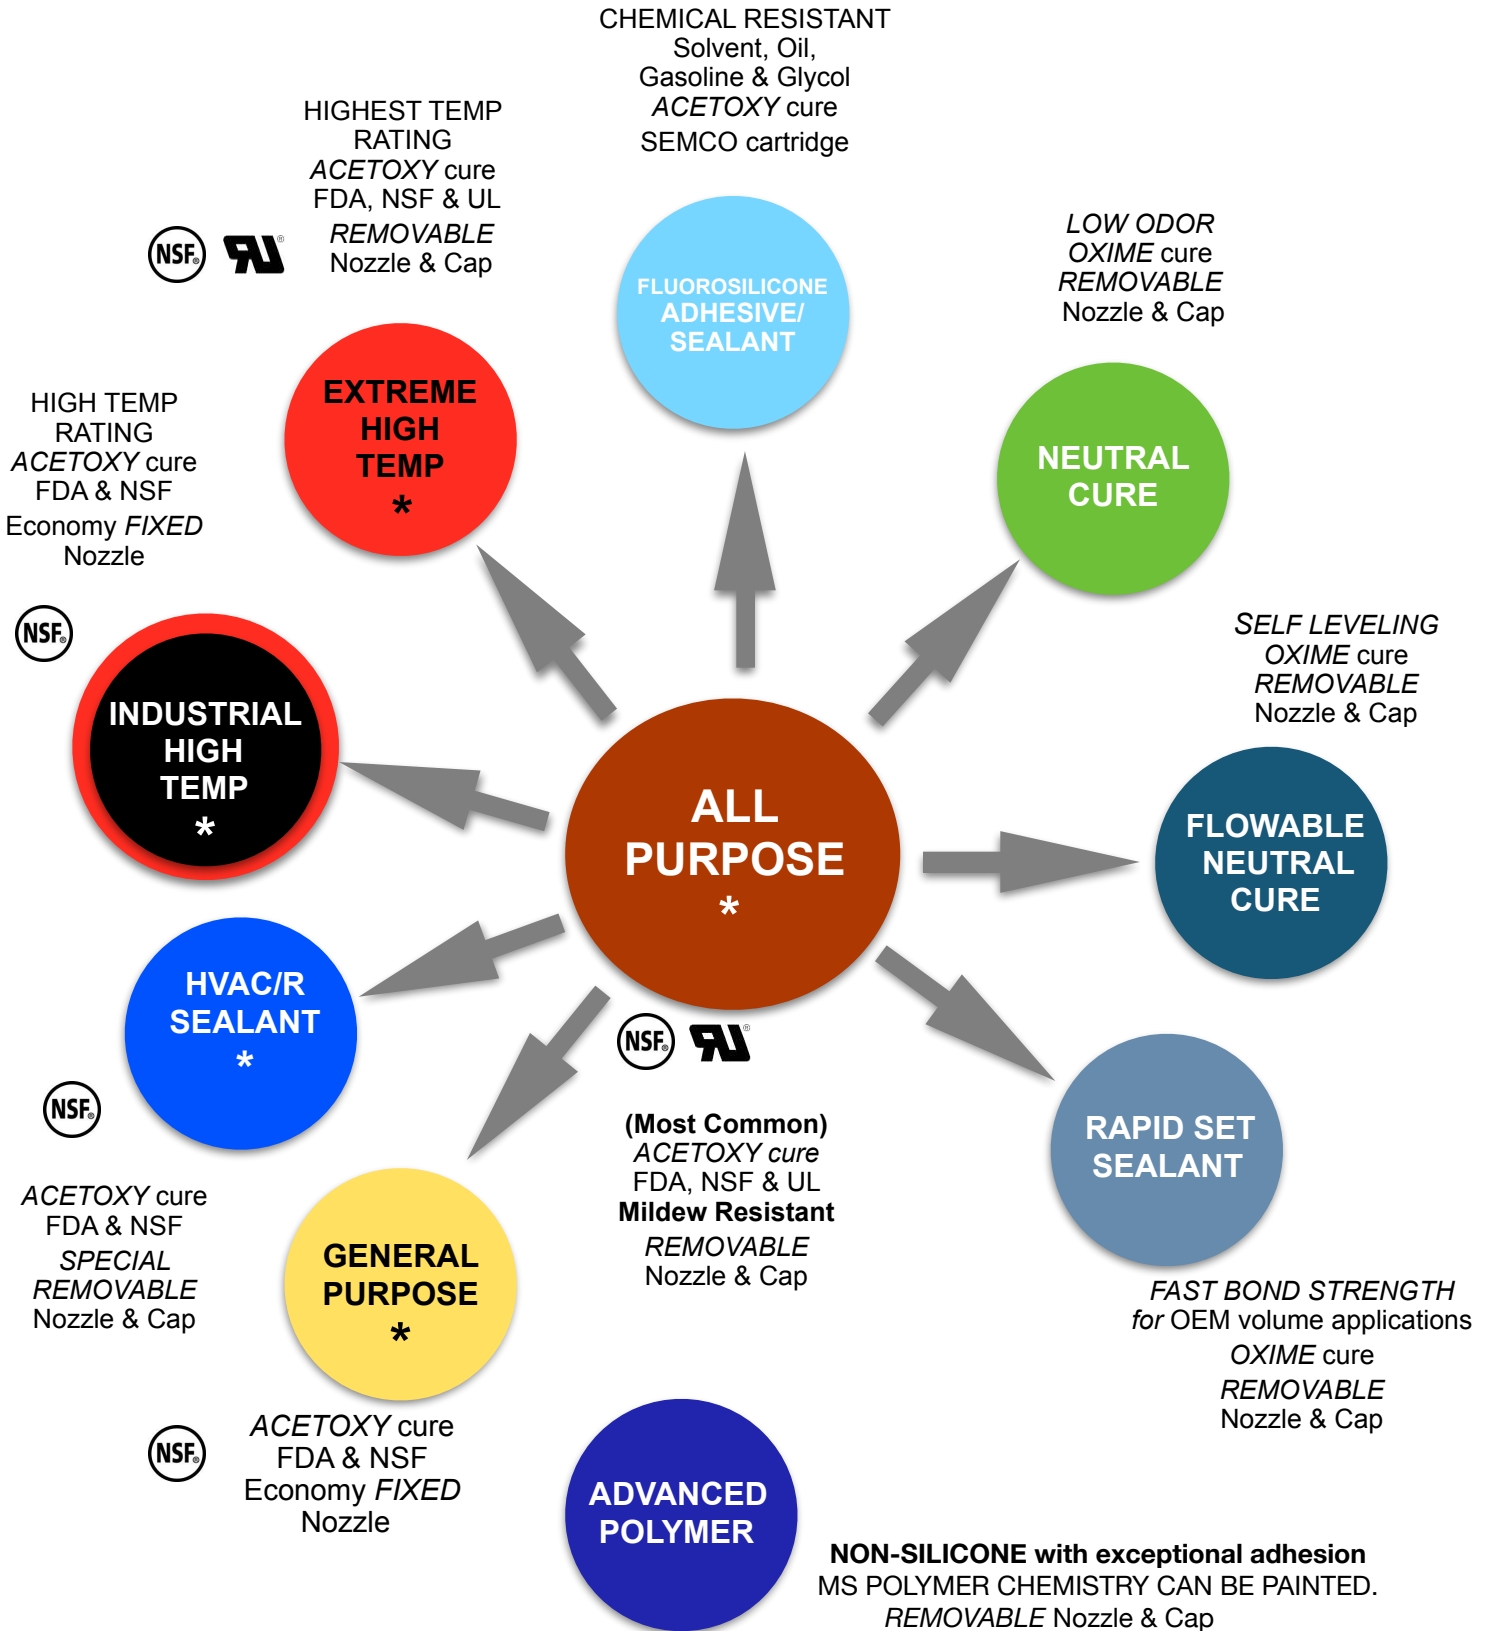 CHEMICAL RESISTANT
Solvent, Oil,
Gasoline & Glycol
ACETOXY cure
SEMCO cartridge
FLUOROSILICONE
ADHESIVE/
SEALANT
HIGHEST TEMP
RATING
ACETOXY cure
FDA, NSF & UL
REMOVABLE
Nozzle & Cap
NSF®
RU®
EXTREME
HIGH
TEMP
*
LOW ODOR
OXIME cure
REMOVABLE
Nozzle & Cap
NEUTRAL
CURE
HIGH TEMP
RATING
ACETOXY cure
FDA & NSF
Economy FIXED
Nozzle
NSF®
INDUSTRIAL
HIGH
TEMP
*
SELF LEVELING
OXIME cure
REMOVABLE
Nozzle & Cap
FLOWABLE
NEUTRAL
CURE
ALL
PURPOSE
*
NSF®
RU®
(Most Common)
ACETOXY cure
FDA, NSF & UL
Mildew Resistant
REMOVABLE
Nozzle & Cap
HVAC/R
SEALANT
*
NSF®
ACETOXY cure
FDA & NSF
SPECIAL
REMOVABLE
Nozzle & Cap
GENERAL
PURPOSE
*
NSF®
ACETOXY cure
FDA & NSF
Economy FIXED
Nozzle
RAPID SET
SEALANT
FAST BOND STRENGTH
for OEM volume applications
OXIME cure
REMOVABLE
Nozzle & Cap
ADVANCED
POLYMER
NON-SILICONE with exceptional adhesion
MS POLYMER CHEMISTRY CAN BE PAINTED.
REMOVABLE Nozzle & Cap